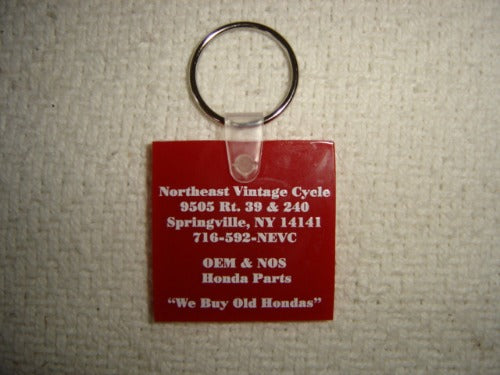 Northeast Vintage Cycle
9505 Rt. 39 & 240
Springville, NY 14141
716-592-NEVC
OEM & NOS
Honda Parts
“We Buy Old Hondas”